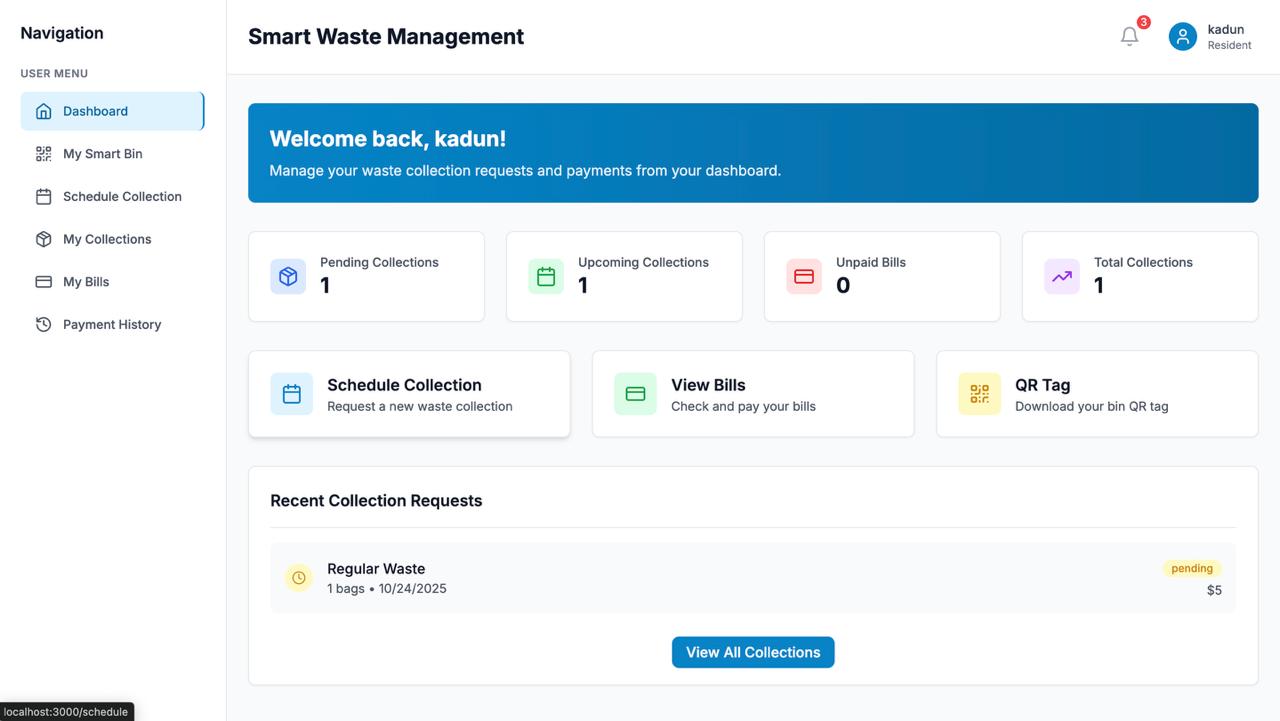 Navigation
USER MENU
Dashboard
My Smart Bin
Schedule Collection
My Collections
My Bills
Payment History
Smart Waste Management
3
kadun
Resident
Welcome back, kadun!
Manage your waste collection requests and payments from your dashboard.
Pending Collections
1
Upcoming Collections
1
Unpaid Bills
0
Total Collections
1
Schedule Collection
Request a new waste collection
View Bills
Check and pay your bills
QR Tag
Download your bin QR tag
Recent Collection Requests
Regular Waste
1 bags • 10/24/2025
pending
$5
View All Collections
localhost:3000/schedule